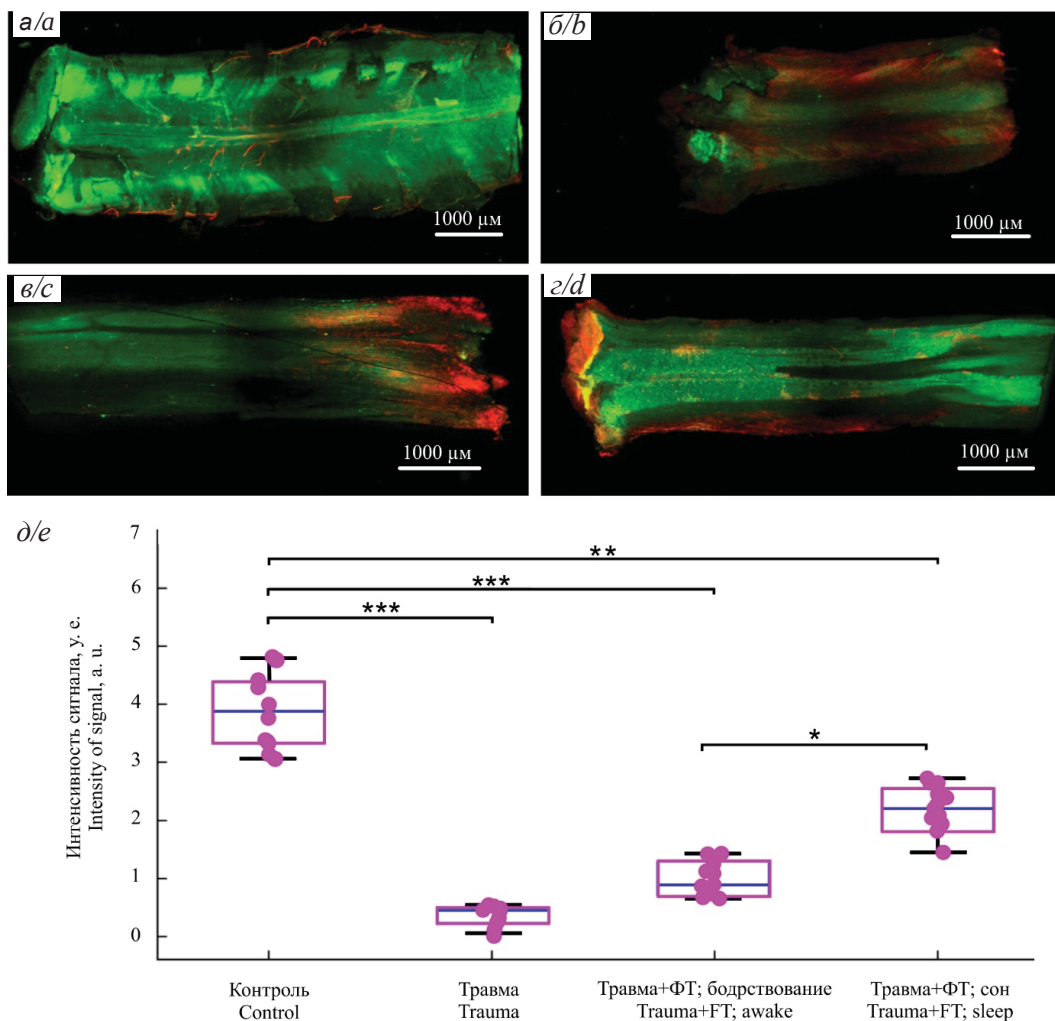 а/a
б/b
1000 μм
1000 μм
в/c
г/d
1000 μм
1000 μм
д/e
Интенсивность сигнала, у. е.
Intensity of signal, a. u.
7
6
5
4
3
2
1
0
**
***
***
*
Контроль
Control
Травма
Trauma
Травма+ФТ; бодрствование
Trauma+FT; awake
Травма+ФТ; сон
Trauma+FT; sleep